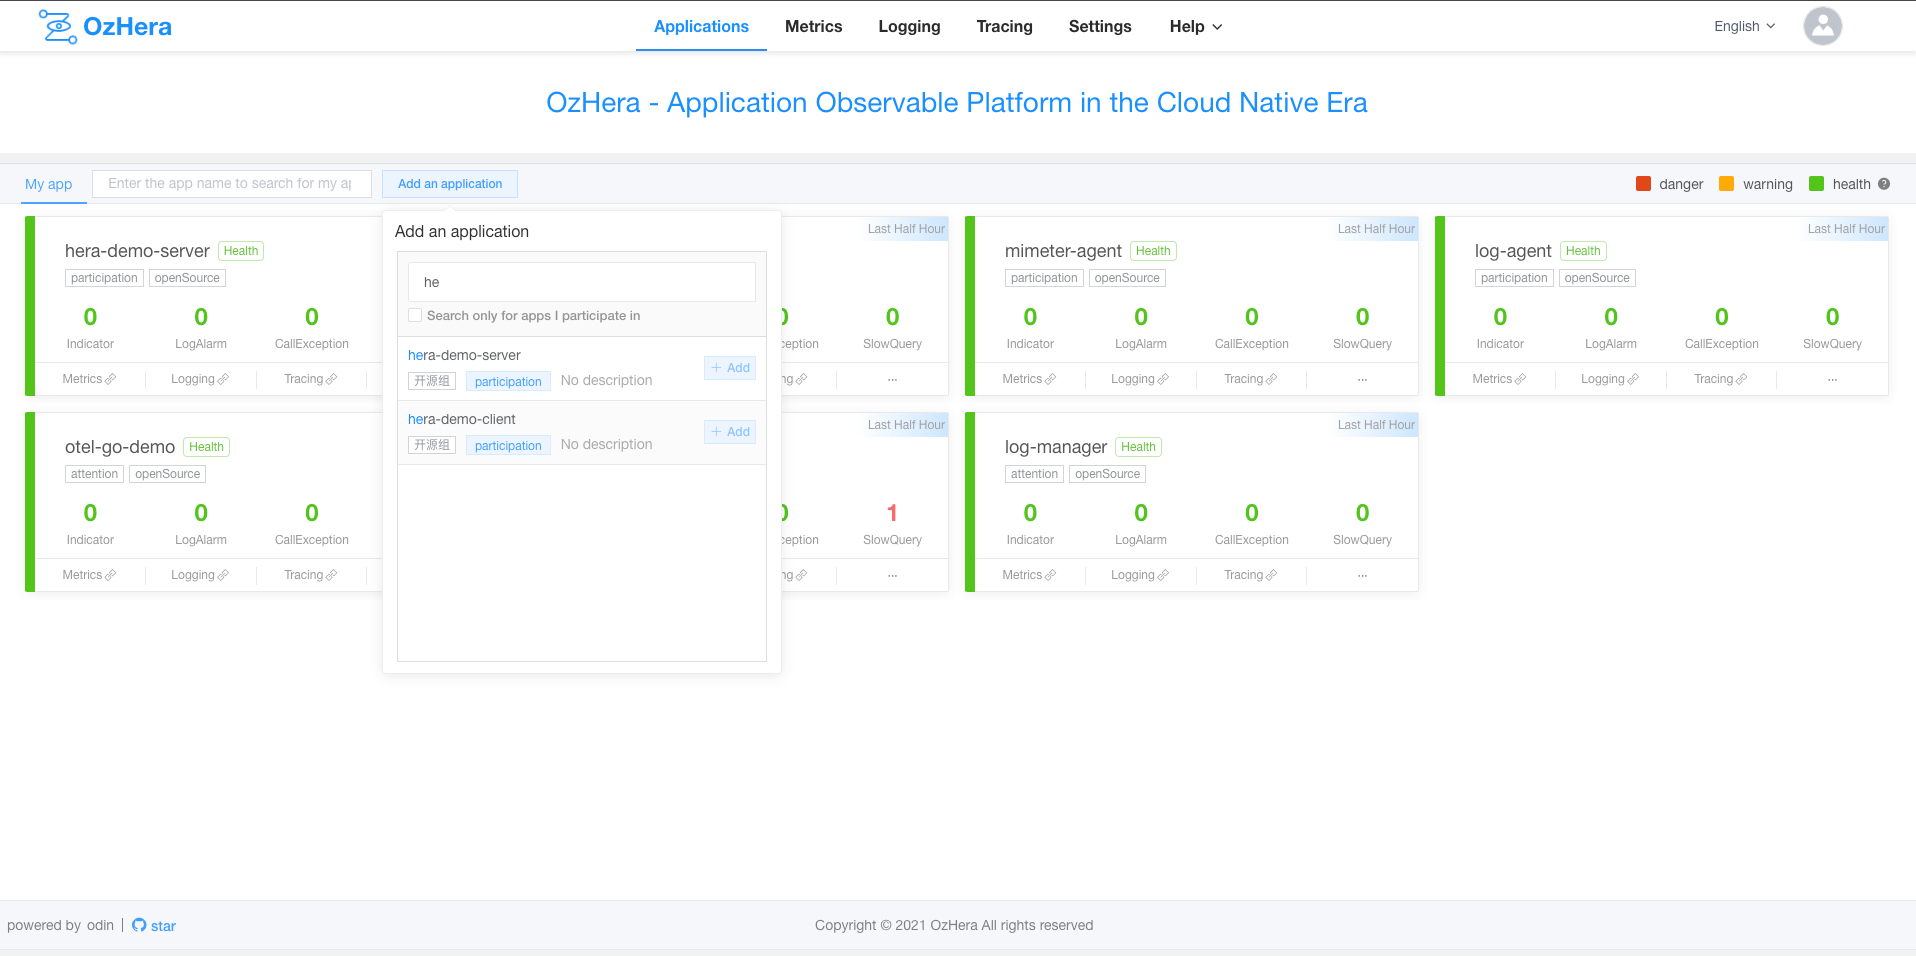 OzHera
Applications Metrics Logging Tracing Settings Help
English
OzHera - Application Observable Platform in the Cloud Native Era
My app
Enter the app name to search for my ap
Add an application
danger warning health ?
hera-demo-server Health
participation openSource
0 0 0
Indicator LogAlarm CallException
Metrics Logging Tracing
Add an application
he
Search only for apps I participate in
hera-demo-server
开源组 participation No description
+ Add
hera-demo-client
开源组 participation No description
+ Add
Last Half Hour
0 0
ception SlowQuery
ng ...
mimeter-agent Health
Last Half Hour
participation openSource
0 0 0 0
Indicator LogAlarm CallException SlowQuery
Metrics Logging Tracing ...
log-agent Health
Last Half Hour
participation openSource
0 0 0 0
Indicator LogAlarm CallException SlowQuery
Metrics Logging Tracing ...
otel-go-demo Health
attention openSource
0 0 0
Indicator LogAlarm CallException
Metrics Logging Tracing
Last Half Hour
0 1
ception SlowQuery
ng ...
log-manager Health
Last Half Hour
attention openSource
0 0 0 0
Indicator LogAlarm CallException SlowQuery
Metrics Logging Tracing ...
powered by odin | star
Copyright © 2021 OzHera All rights reserved